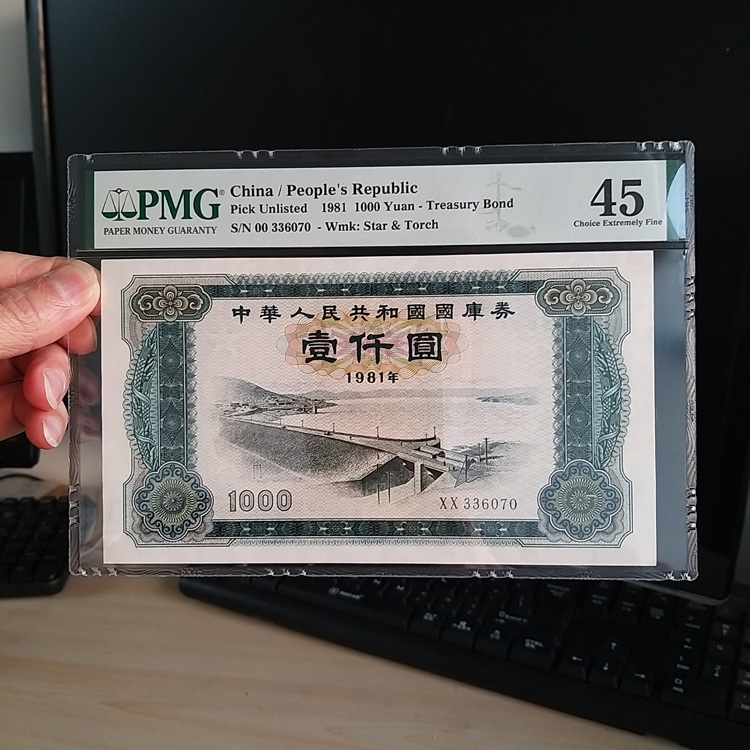 PMG®
PAPER MONEY GUARANTY
China / People's Republic
Pick Unlisted 1981 1000 Yuan - Treasury Bond
S/N 00 336070 - Wmk: Star & Torch
45
Choice Extremely Fine
中華人民共和國國庫券
壹仟圓
1981年
1000
XX 336070